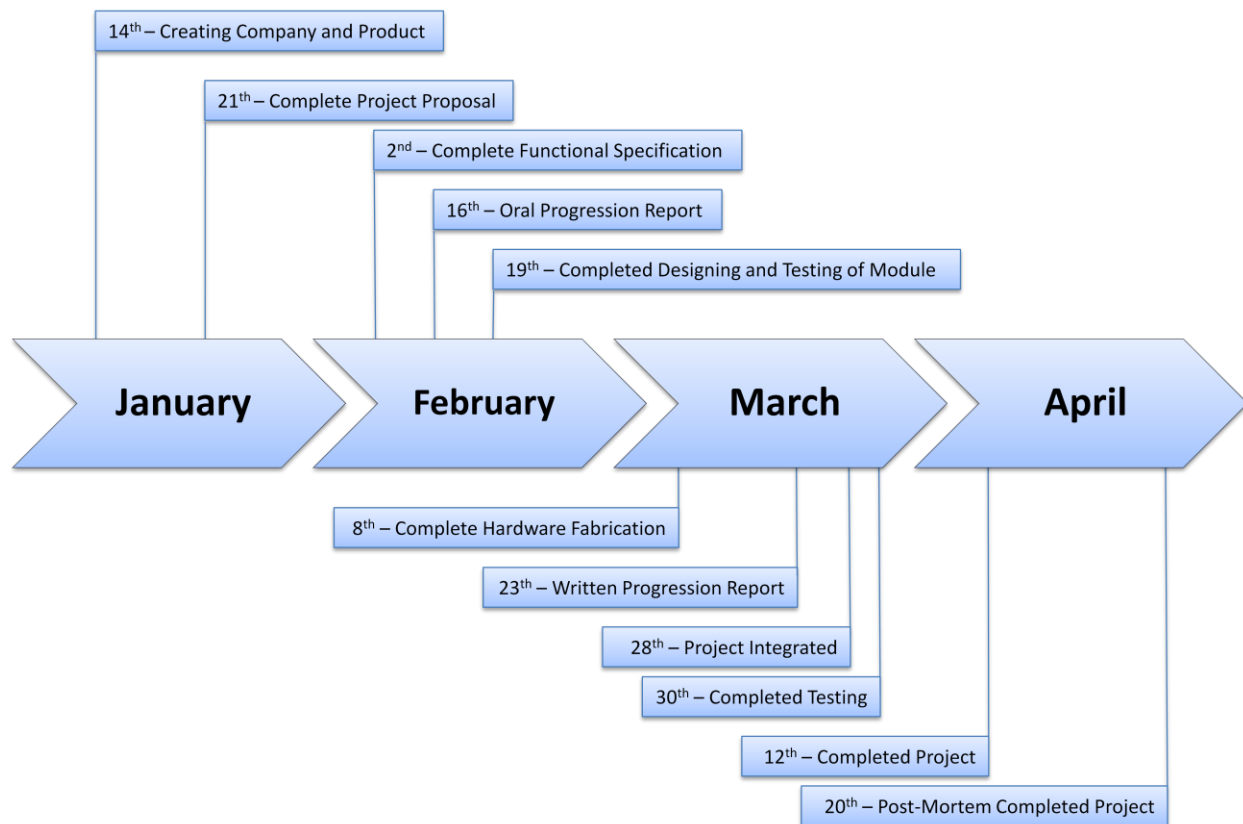 14th – Creating Company and Product
21th – Complete Project Proposal
2nd – Complete Functional Specification
16th – Oral Progression Report
19th – Completed Designing and Testing of Module
January
February
March
April
8th – Complete Hardware Fabrication
23th – Written Progression Report
28th – Project Integrated
30th – Completed Testing
12th – Completed Project
20th – Post-Mortem Completed Project